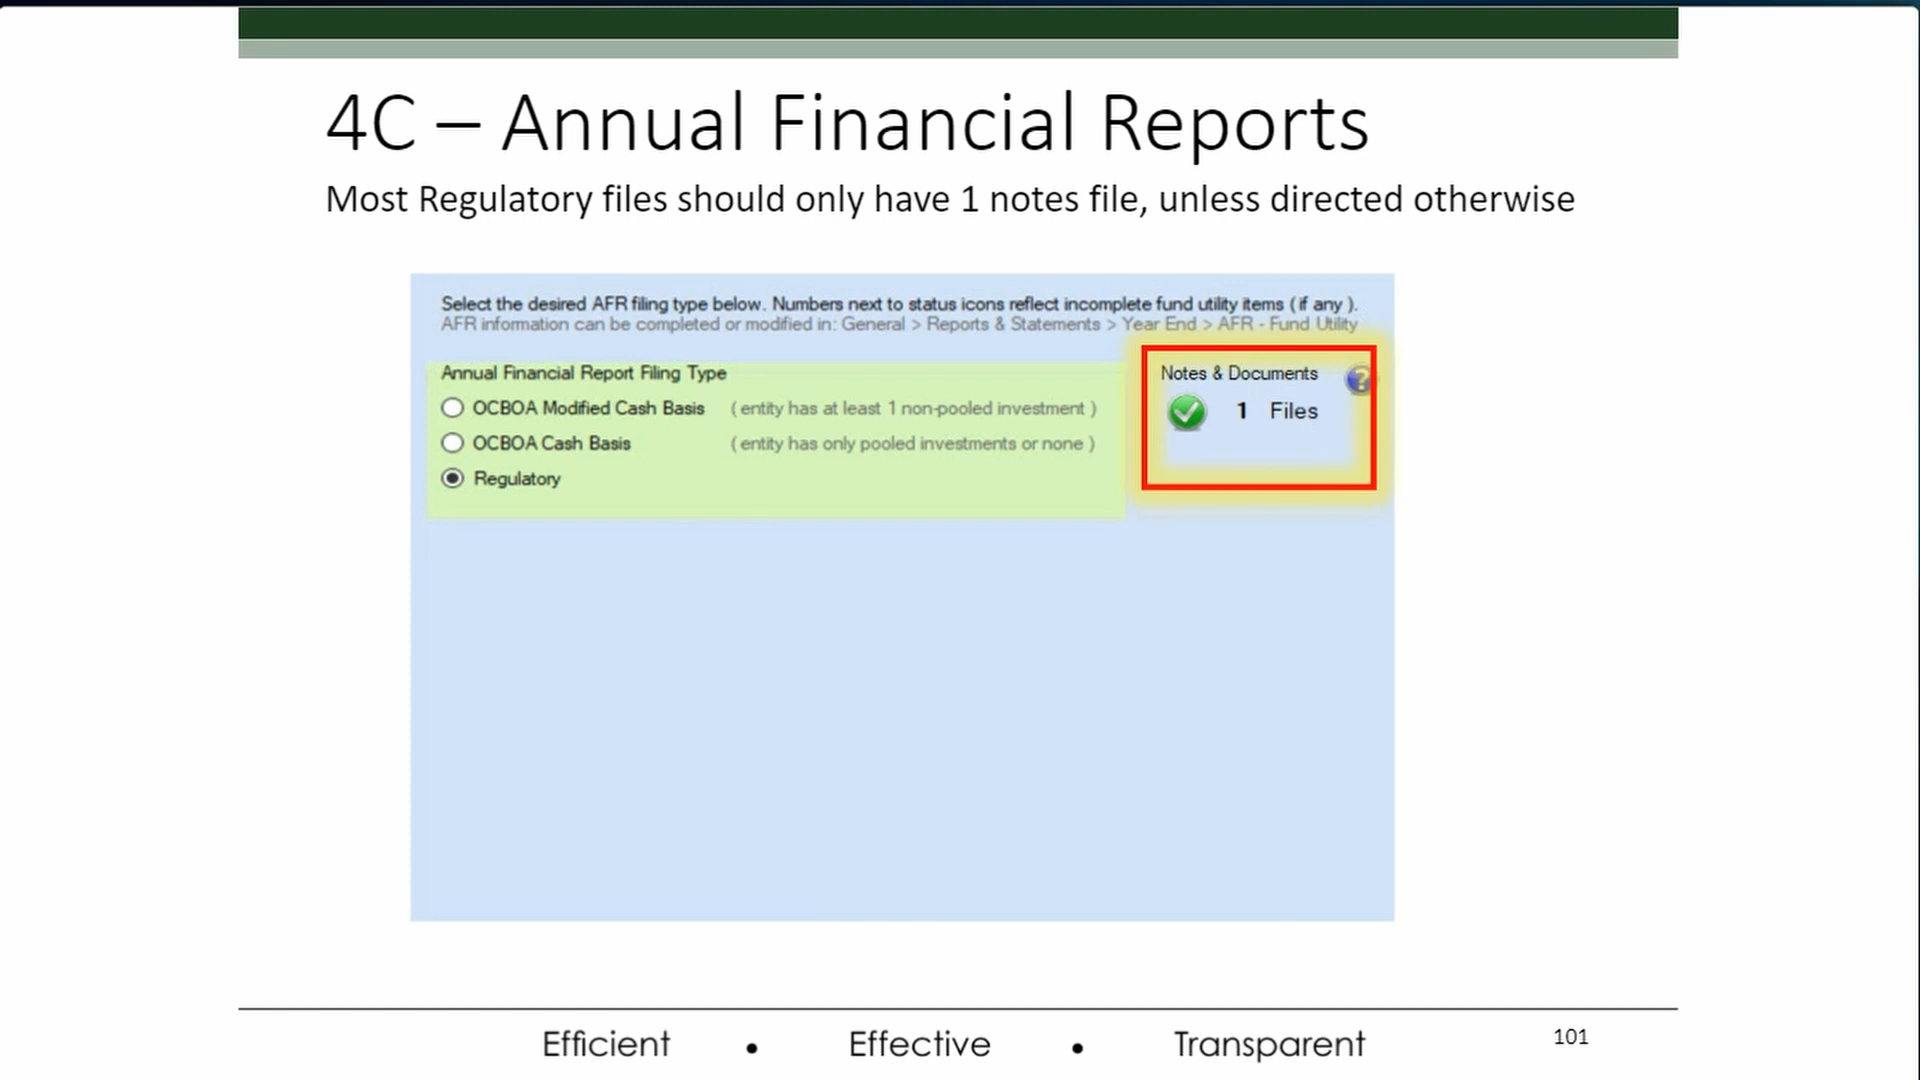 4C – Annual Financial Reports
Most Regulatory files should only have 1 notes file, unless directed otherwise
Select the desired AFR filing type below. Numbers next to status icons reflect incomplete fund utility items ( if any ).
AFR information can be completed or modified in: General > Reports & Statements > Year End > AFR - Fund Utility
Annual Financial Report Filing Type
OCBOA Modified Cash Basis ( entity has at least 1 non-pooled investment )
OCBOA Cash Basis ( entity has only pooled investments or none )
Regulatory
Notes & Documents ?
1 Files
Efficient • Effective • Transparent
101